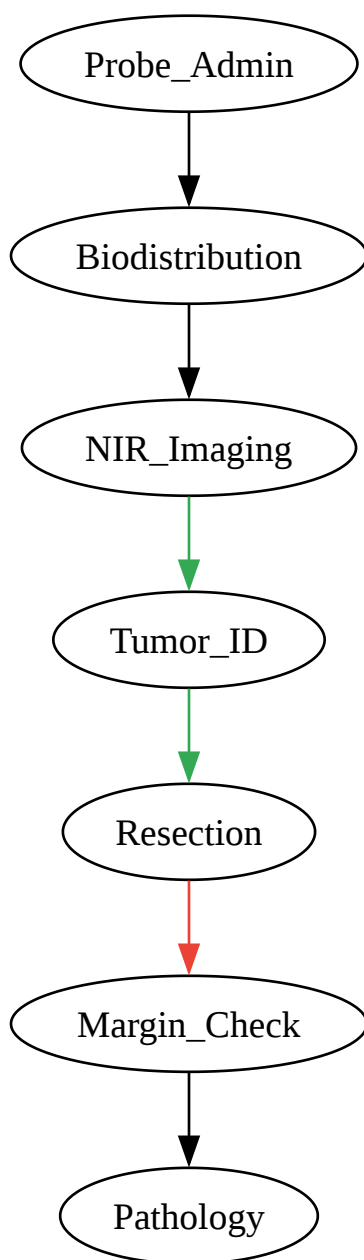 Probe_Admin
Biodistribution
NIR_Imaging
Tumor_ID
Resection
Margin_Check
Pathology